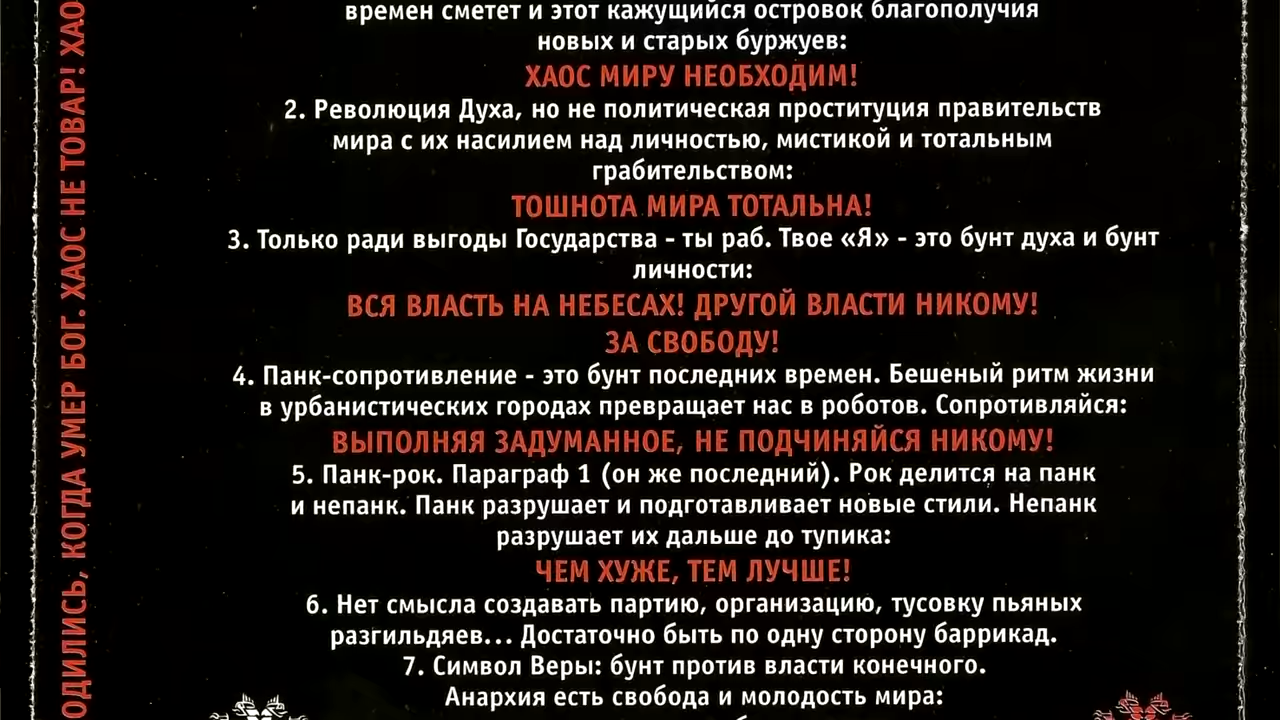 времен сметет и этот кажущийся островок благополучия
новых и старых буржуев:
ХАОС МИРУ НЕОБХОДИМ!
2. Революция Духа, но не политическая проституция правительств
мира с их насилием над личностью, мистикой и тотальным
грабительством:
ТОШНОТА МИРА ТОТАЛЬНА!
3. Только ради выгоды Государства - ты раб. Твое «Я» - это бунт духа и бунт
личности:
ВСЯ ВЛАСТЬ НА НЕБЕСАХ! ДРУГОЙ ВЛАСТИ НИКОМУ!
ЗА СВОБОДУ!
4. Панк-сопротивление - это бунт последних времен. Бешеный ритм жизни
в урбанистических городах превращает нас в роботов. Сопротивляйся:
ВЫПОЛНЯЯ ЗАДУМАННОЕ, НЕ ПОДЧИНЯЙСЯ НИКОМУ!
5. Панк-рок. Параграф 1 (он же последний). Рок делится на панк
и непанк. Панк разрушает и подготавливает новые стили. Непанк
разрушает их дальше до тупика:
ЧЕМ ХУЖЕ, ТЕМ ЛУЧШЕ!
6. Нет смысла создавать партию, организацию, тусовку пьяных
разгильдяев... Достаточно быть по одну сторону баррикад.
7. Символ Веры: бунт против власти конечного.
Анархия есть свобода и молодость мира:
ОДИЛИСЬ, КОГДА УМЕР БОГ. ХАОС НЕ ТОВАР! ХАО